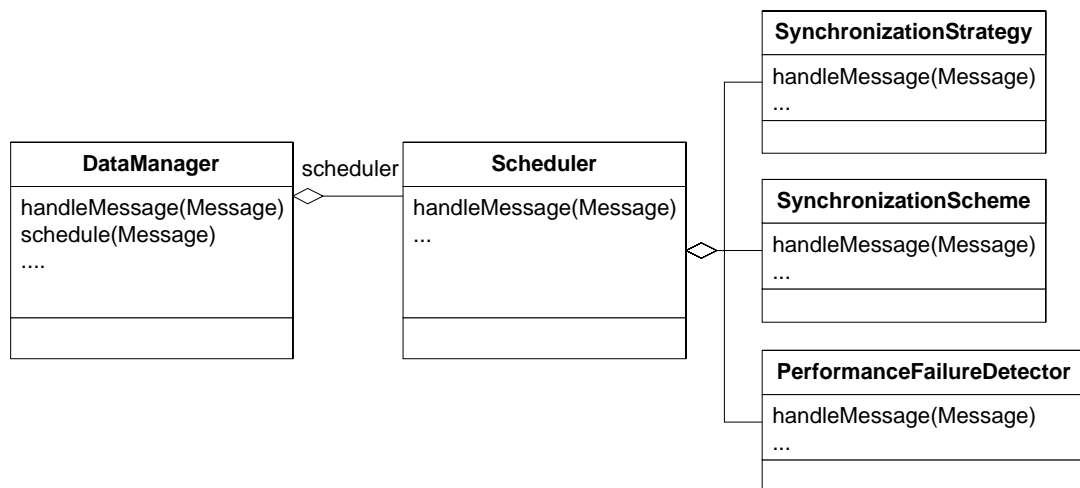 DataManager
handleMessage(Message)
schedule(Message)
....
scheduler
Scheduler
handleMessage(Message)
...
SynchronizationStrategy
handleMessage(Message)
...
SynchronizationScheme
handleMessage(Message)
...
PerformanceFailureDetector
handleMessage(Message)
...